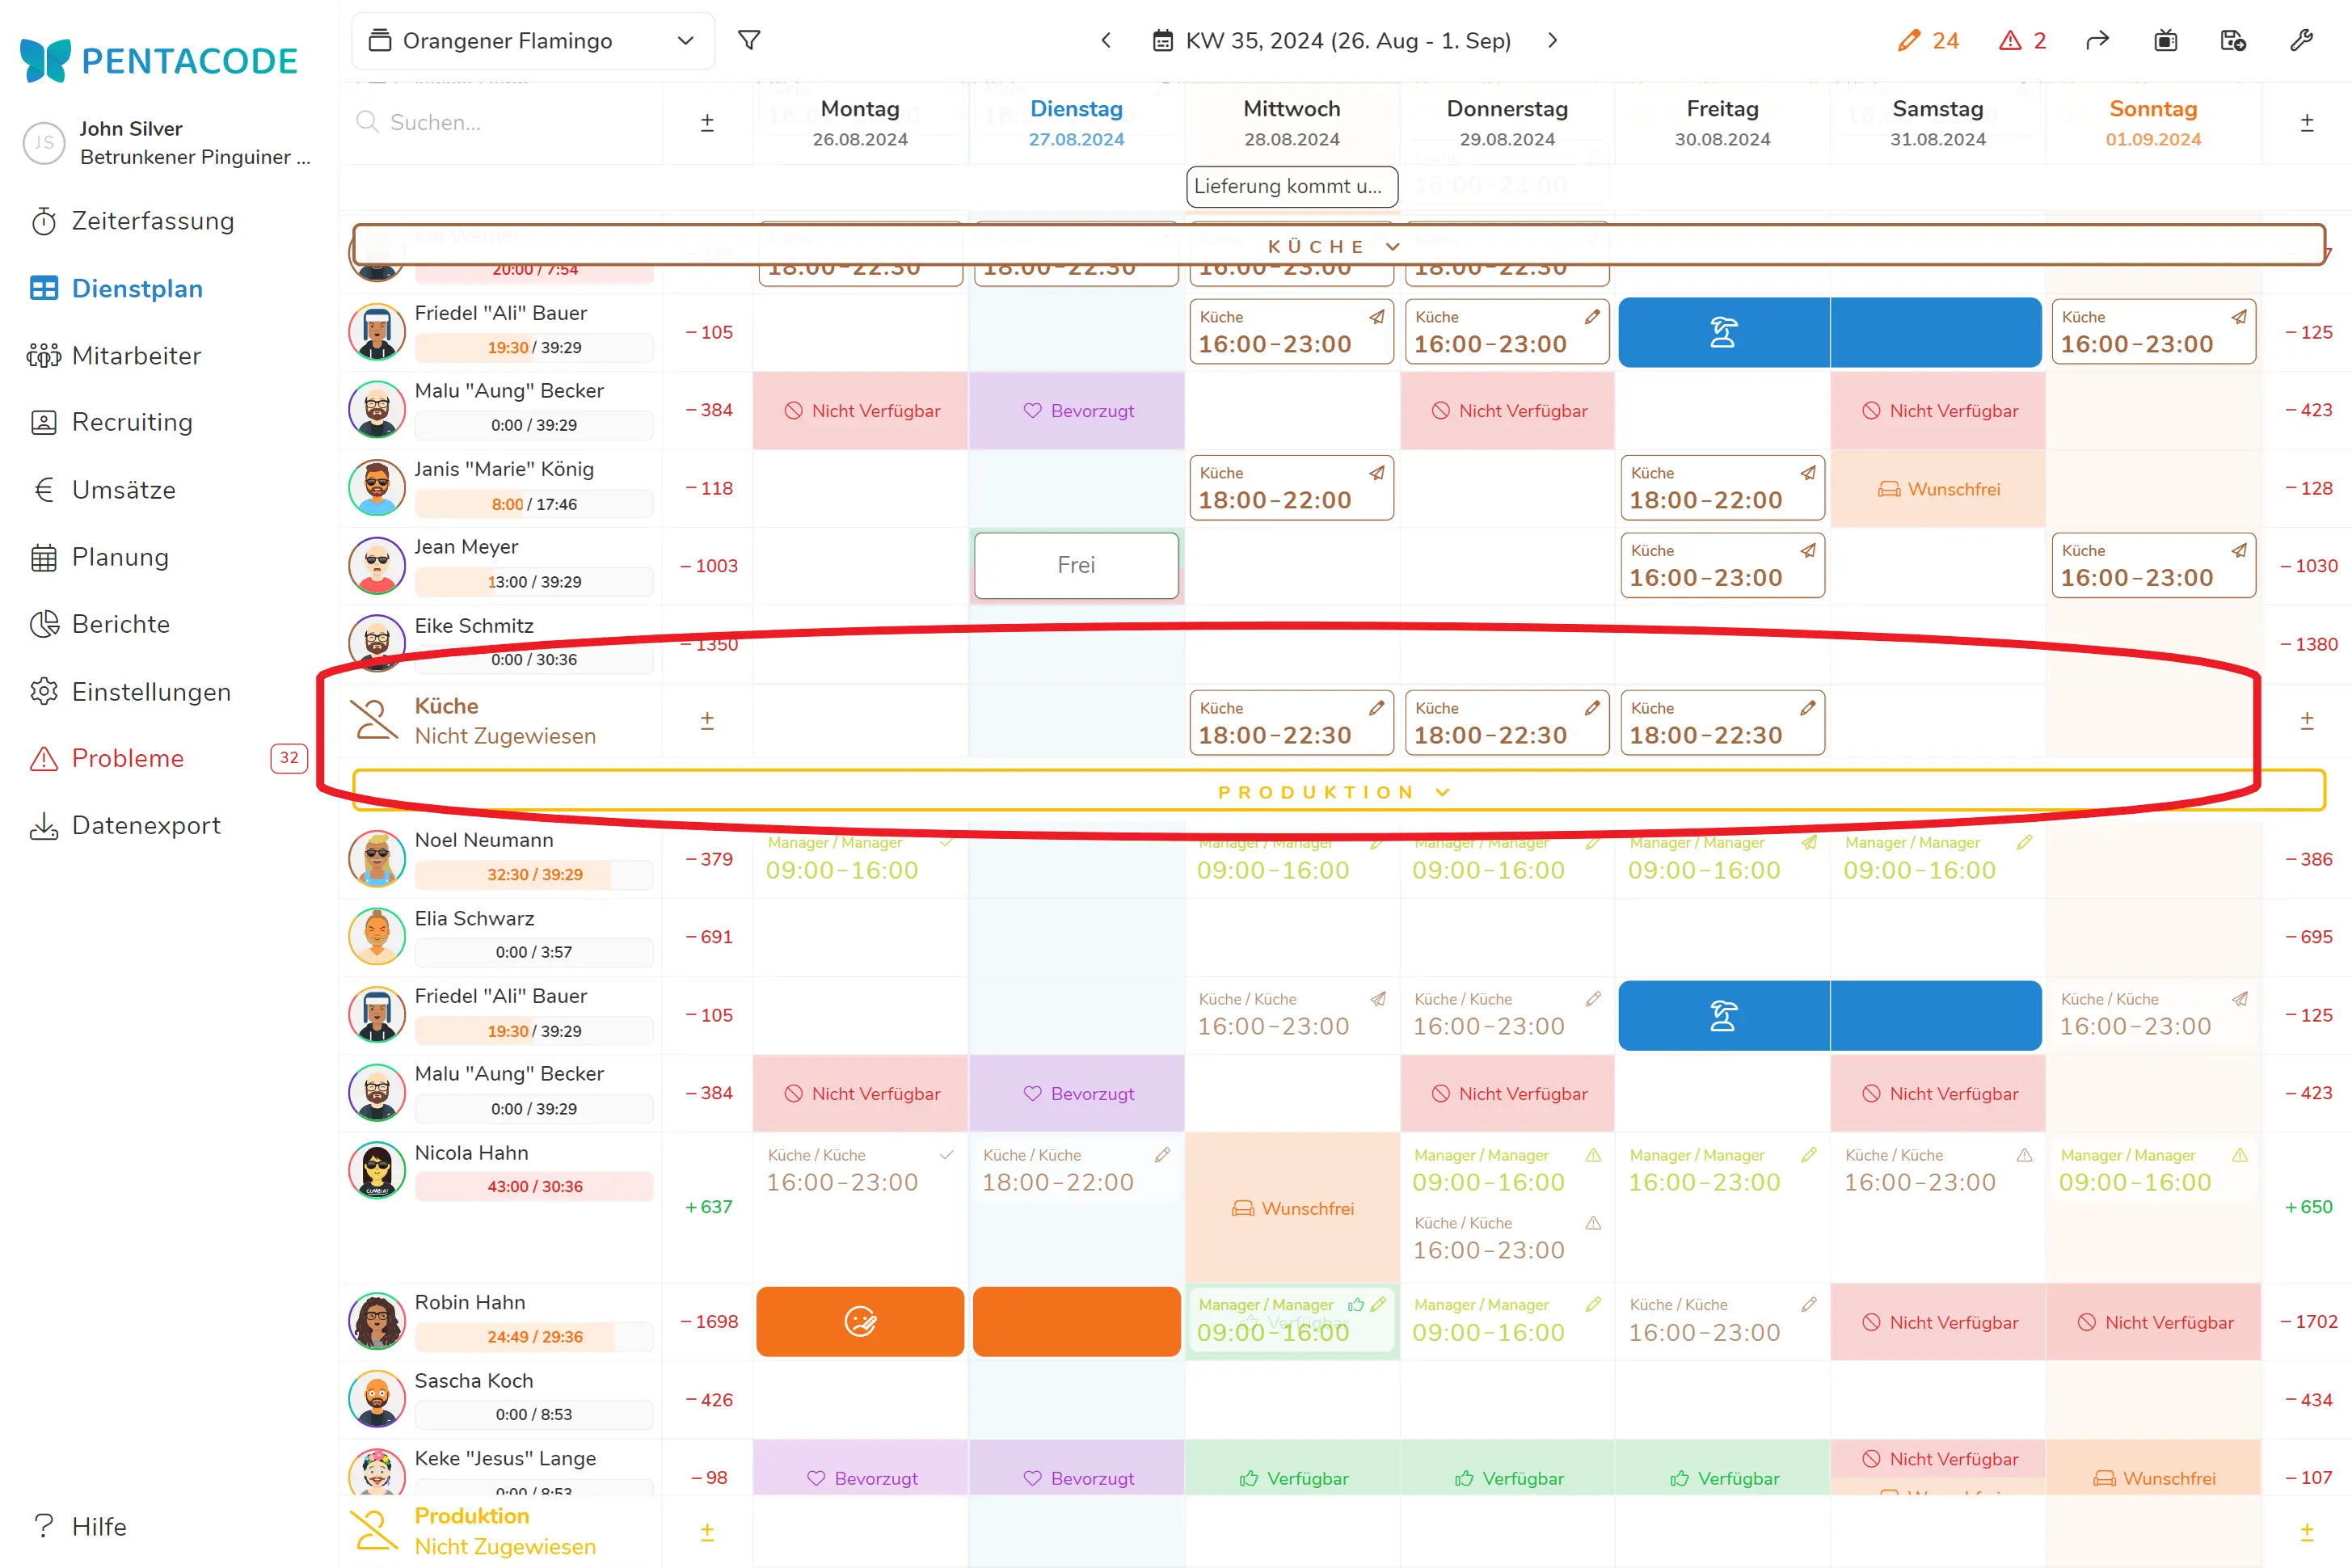 PENTACODE
Orangener Flamingo
KW 35, 2024 (26. Aug - 1. Sep)
24
2
John Silver
JS
Betrunkener Pinguiner ...
Suchen...
±
Montag
26.08.2024
Dienstag
27.08.2024
Mittwoch
28.08.2024
Donnerstag
29.08.2024
Freitag
30.08.2024
Samstag
31.08.2024
Sonntag
01.09.2024
±
Lieferung kommt u...
Zeiterfassung
Dienstplan
Mitarbeiter
Recruiting
Umsätze
Planung
Berichte
Einstellungen
Probleme
32
Datenexport
Hilfe
KÜCHE
20:00 / 7:54
18:00–22:30
18:00–22:30
16:00–23:00
18:00–22:30
Friedel "Ali" Bauer
19:30 / 39:29
− 105
Küche
16:00–23:00
Küche
16:00–23:00
Küche
16:00–23:00
− 125
Malu "Aung" Becker
0:00 / 39:29
− 384
Nicht Verfügbar
Bevorzugt
Nicht Verfügbar
Nicht Verfügbar
− 423
Janis "Marie" König
8:00 / 17:46
− 118
Küche
18:00–22:00
Küche
18:00–22:00
Wunschfrei
− 128
Jean Meyer
13:00 / 39:29
− 1003
Frei
Küche
16:00–23:00
Küche
16:00–23:00
− 1030
Eike Schmitz
0:00 / 30:36
− 1350
− 1380
Küche
Nicht Zugewiesen
±
Küche
18:00–22:30
Küche
18:00–22:30
Küche
18:00–22:30
±
PRODUKTION
Noel Neumann
32:30 / 39:29
− 379
Manager / Manager
09:00–16:00
Manager / Manager
09:00–16:00
Manager / Manager
09:00–16:00
Manager / Manager
09:00–16:00
Manager / Manager
09:00–16:00
− 386
Elia Schwarz
0:00 / 3:57
− 691
− 695
Friedel "Ali" Bauer
19:30 / 39:29
− 105
Küche / Küche
16:00–23:00
Küche / Küche
16:00–23:00
Küche / Küche
16:00–23:00
− 125
Malu "Aung" Becker
0:00 / 39:29
− 384
Nicht Verfügbar
Bevorzugt
Nicht Verfügbar
Nicht Verfügbar
− 423
Nicola Hahn
43:00 / 30:36
+ 637
Küche / Küche
16:00–23:00
Küche / Küche
18:00–22:00
Wunschfrei
Manager / Manager
09:00–16:00
Küche / Küche
16:00–23:00
Manager / Manager
16:00–23:00
Küche / Küche
16:00–23:00
Manager / Manager
09:00–16:00
+ 650
Robin Hahn
24:49 / 29:36
− 1698
Manager / Manager
Verfügbar
09:00–16:00
Manager / Manager
09:00–16:00
Küche / Küche
16:00–23:00
Nicht Verfügbar
Nicht Verfügbar
− 1702
Sascha Koch
0:00 / 8:53
− 426
− 434
Keke "Jesus" Lange
0:00 / 8:53
− 98
Bevorzugt
Bevorzugt
Verfügbar
Verfügbar
Verfügbar
Nicht Verfügbar
Wunschfrei
− 107
Produktion
Nicht Zugewiesen
±
±